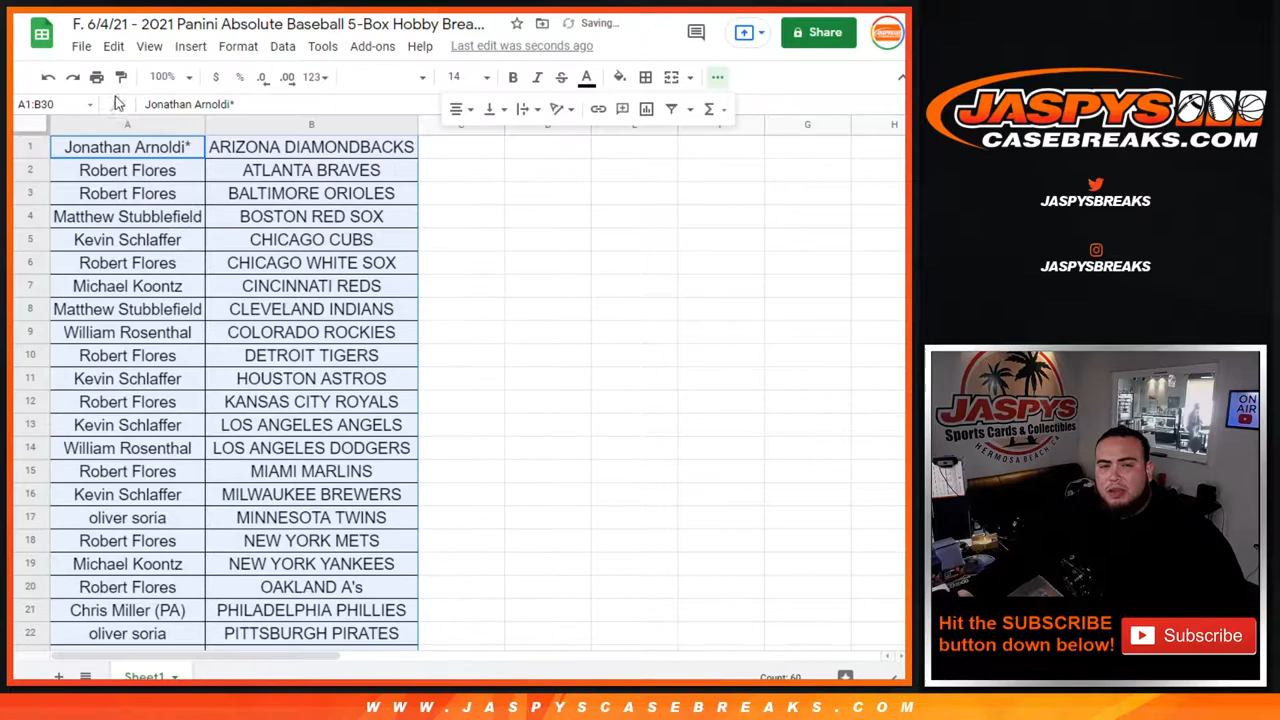 F. 6/4/21 - 2021 Panini Absolute Baseball 5-Box Hobby Brea...
Saving...
File Edit View Insert Format Data Tools Add-ons Help Last edit was seconds ago
Share
100% $ % .0 .00 123 14 B I S A
A1:B30 Jonathan Arnoldi*
A B G H
1 Jonathan Arnoldi* ARIZONA DIAMONDBACKS
2 Robert Flores ATLANTA BRAVES
3 Robert Flores BALTIMORE ORIOLES
4 Matthew Stubblefield BOSTON RED SOX
5 Kevin Schlaffer CHICAGO CUBS
6 Robert Flores CHICAGO WHITE SOX
7 Michael Koontz CINCINNATI REDS
8 Matthew Stubblefield CLEVELAND INDIANS
9 William Rosenthal COLORADO ROCKIES
10 Robert Flores DETROIT TIGERS
11 Kevin Schlaffer HOUSTON ASTROS
12 Robert Flores KANSAS CITY ROYALS
13 Kevin Schlaffer LOS ANGELES ANGELS
14 William Rosenthal LOS ANGELES DODGERS
15 Robert Flores MIAMI MARLINS
16 Kevin Schlaffer MILWAUKEE BREWERS
17 oliver soria MINNESOTA TWINS
18 Robert Flores NEW YORK METS
19 Michael Koontz NEW YORK YANKEES
20 Robert Flores OAKLAND A's
21 Chris Miller (PA) PHILADELPHIA PHILLIES
22 oliver soria PITTSBURGH PIRATES
Sheet1
Count: 60
JASPYS
CASEBREAKS.COM
JASPYSBREAKS
JASPYSBREAKS
JASPYS
Sports Cards & Collectibles
HERMOSA BEACH, CA
ON
AIR
Hit the SUBSCRIBE
button down below!
Subscribe
WWW.JASPYSCASEBREAKS.COM